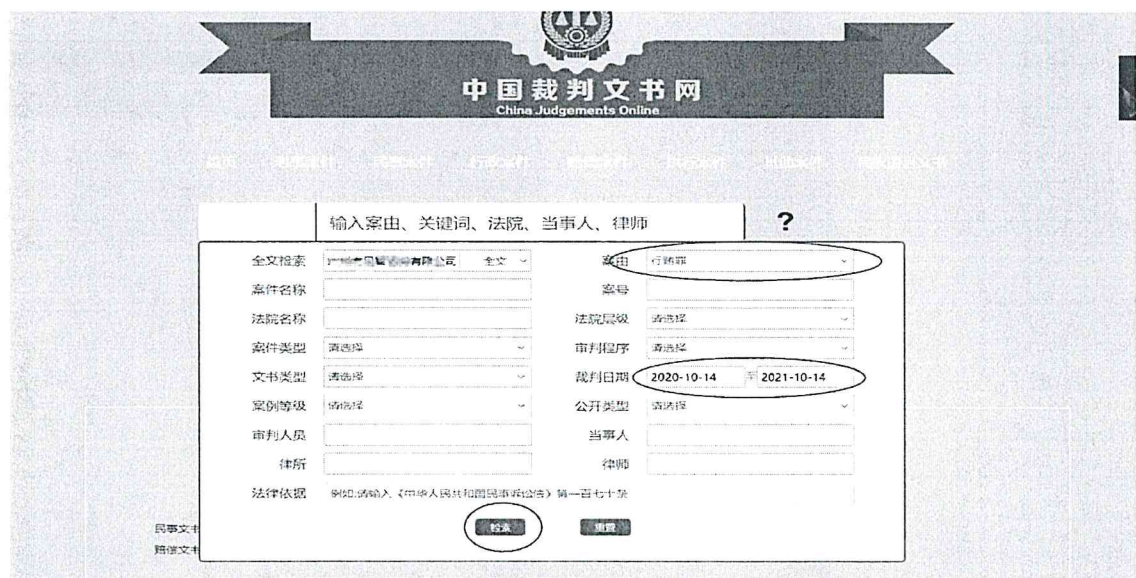 中国裁判文书网
China Judgements Online
输入案由、关键词、法院、当事人、律师 ?
全文检索 有限公司 全文 案由 行贿罪
案件名称 案号
法院名称 法院层级 请选择
案件类型 请选择 审判程序 请选择
文书类型 请选择 裁判日期 2020-10-14 至 2021-10-14
案例等级 请选择 公开类型 请选择
审判人员 当事人
律所 律师
法律依据 例如:请输入《中华人民共和国民事诉讼法》第一百七十条
检索 重置
民事文书
赔偿文书